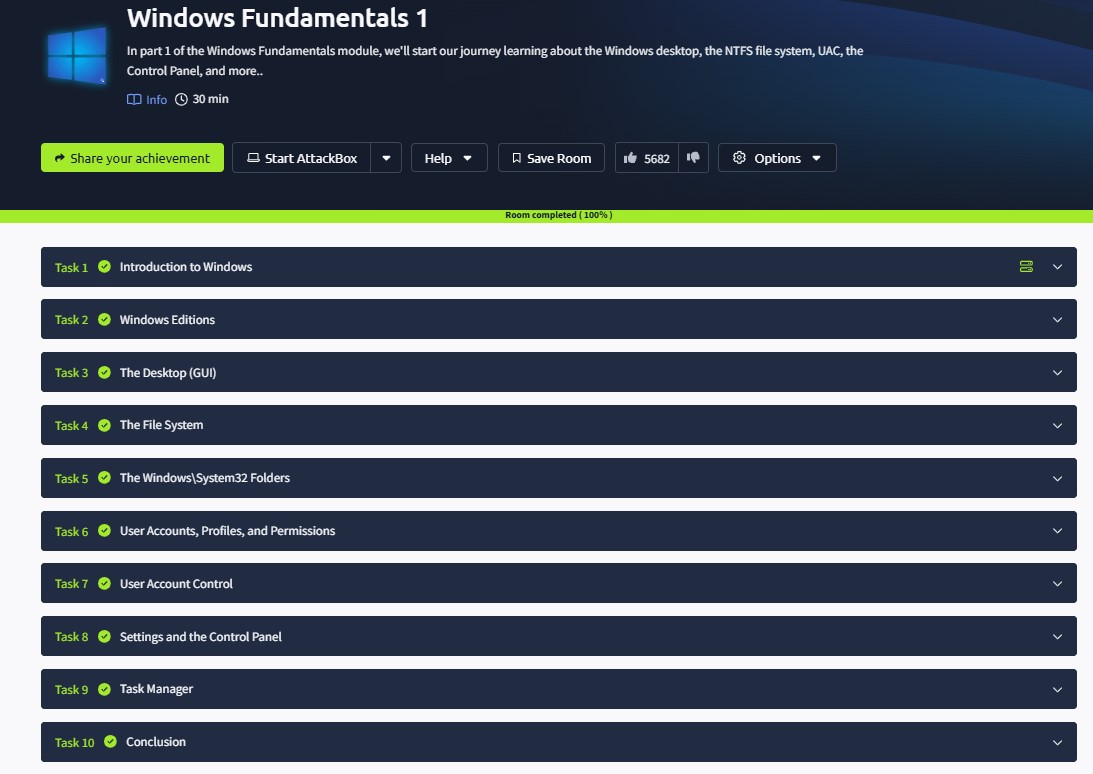 Windows Fundamentals 1
In part 1 of the Windows Fundamentals module, we'll start our journey learning about the Windows desktop, the NTFS file system, UAC, the
Control Panel, and more..
Info 30 min
Share your achievement Start AttackBox Help Save Room 5682 Options
Room completed ( 100% )
Task 1 Introduction to Windows
Task 2 Windows Editions
Task 3 The Desktop (GUI)
Task 4 The File System
Task 5 The Windows\System32 Folders
Task 6 User Accounts, Profiles, and Permissions
Task 7 User Account Control
Task 8 Settings and the Control Panel
Task 9 Task Manager
Task 10 Conclusion